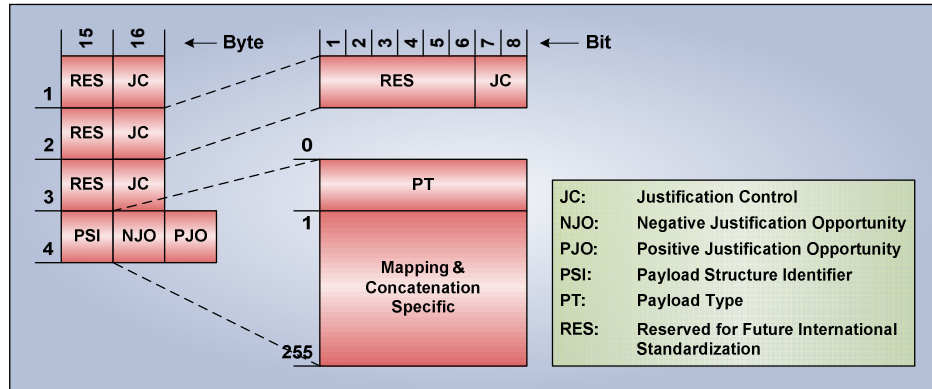 15 16 ← Byte
1 2 3 4 5 6 7 8 ← Bit
1 RES JC
RES JC
2 RES JC
3 RES JC
4 PSI NJO PJO
0
PT
1
Mapping &
Concatenation
Specific
255
JC: Justification Control
NJO: Negative Justification Opportunity
PJO: Positive Justification Opportunity
PSI: Payload Structure Identifier
PT: Payload Type
RES: Reserved for Future International
Standardization